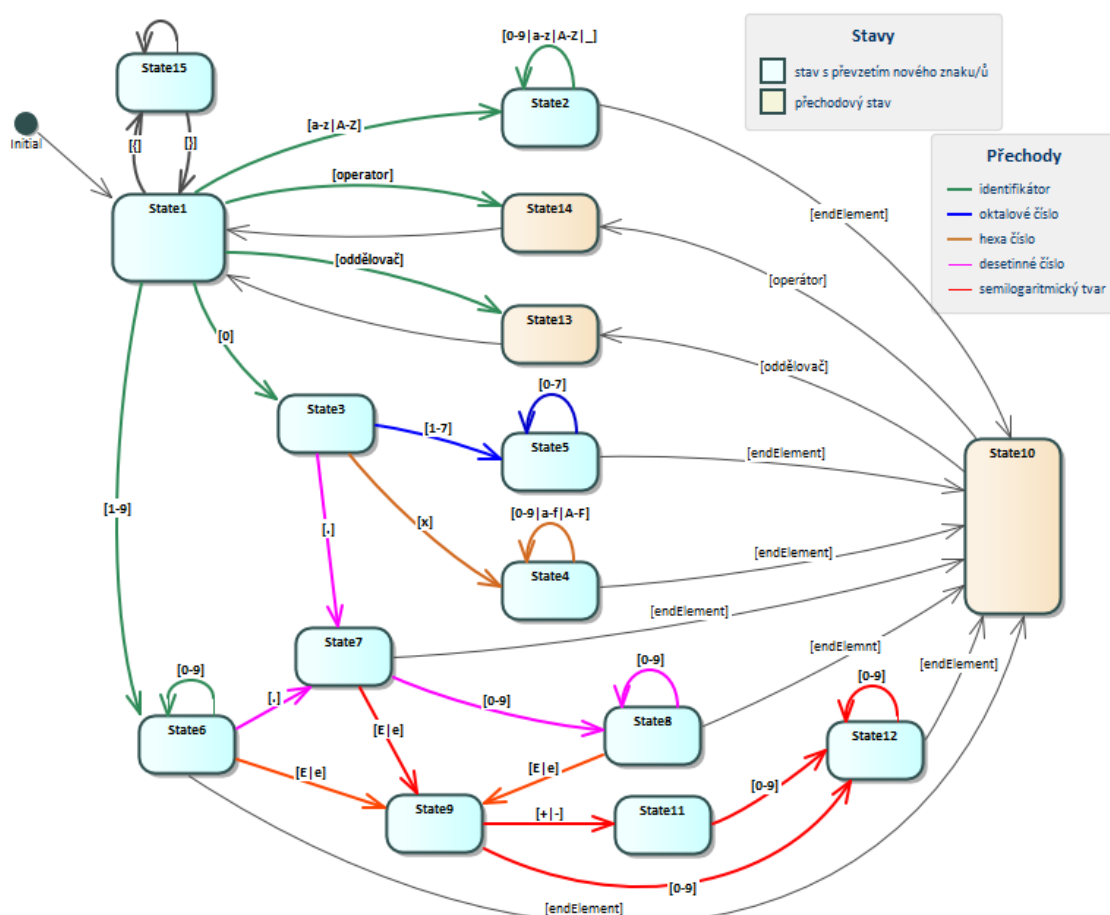 [0-9|a-z|A-Z|_]
Stavy
State15
stav s převzetím nového znaku/ů
State2
přechodový stav
Initial
[a-z|A-Z]
[{]
[}]
Přechody
[operator]
identifikátor
State1
State14
[endElement]
oktalové číslo
hexa číslo
[oddělovač]
desetinné číslo
[operátor]
semilogaritmický tvar
State13
[0]
[oddělovač]
[0-7]
State3
[1-7]
State5
[endElement]
State10
[1-9]
[0-9|a-f|A-F]
[.]
[x]
[endElement]
State4
[endElement]
State7
[endElemnt]
[0-9]
[0-9]
[endElement]
[.]
[0-9]
[0-9]
State6
[E|e]
State8
State12
[E|e]
[E|e]
[0-9]
State9
[+|-]
State11
[0-9]
[endElement]